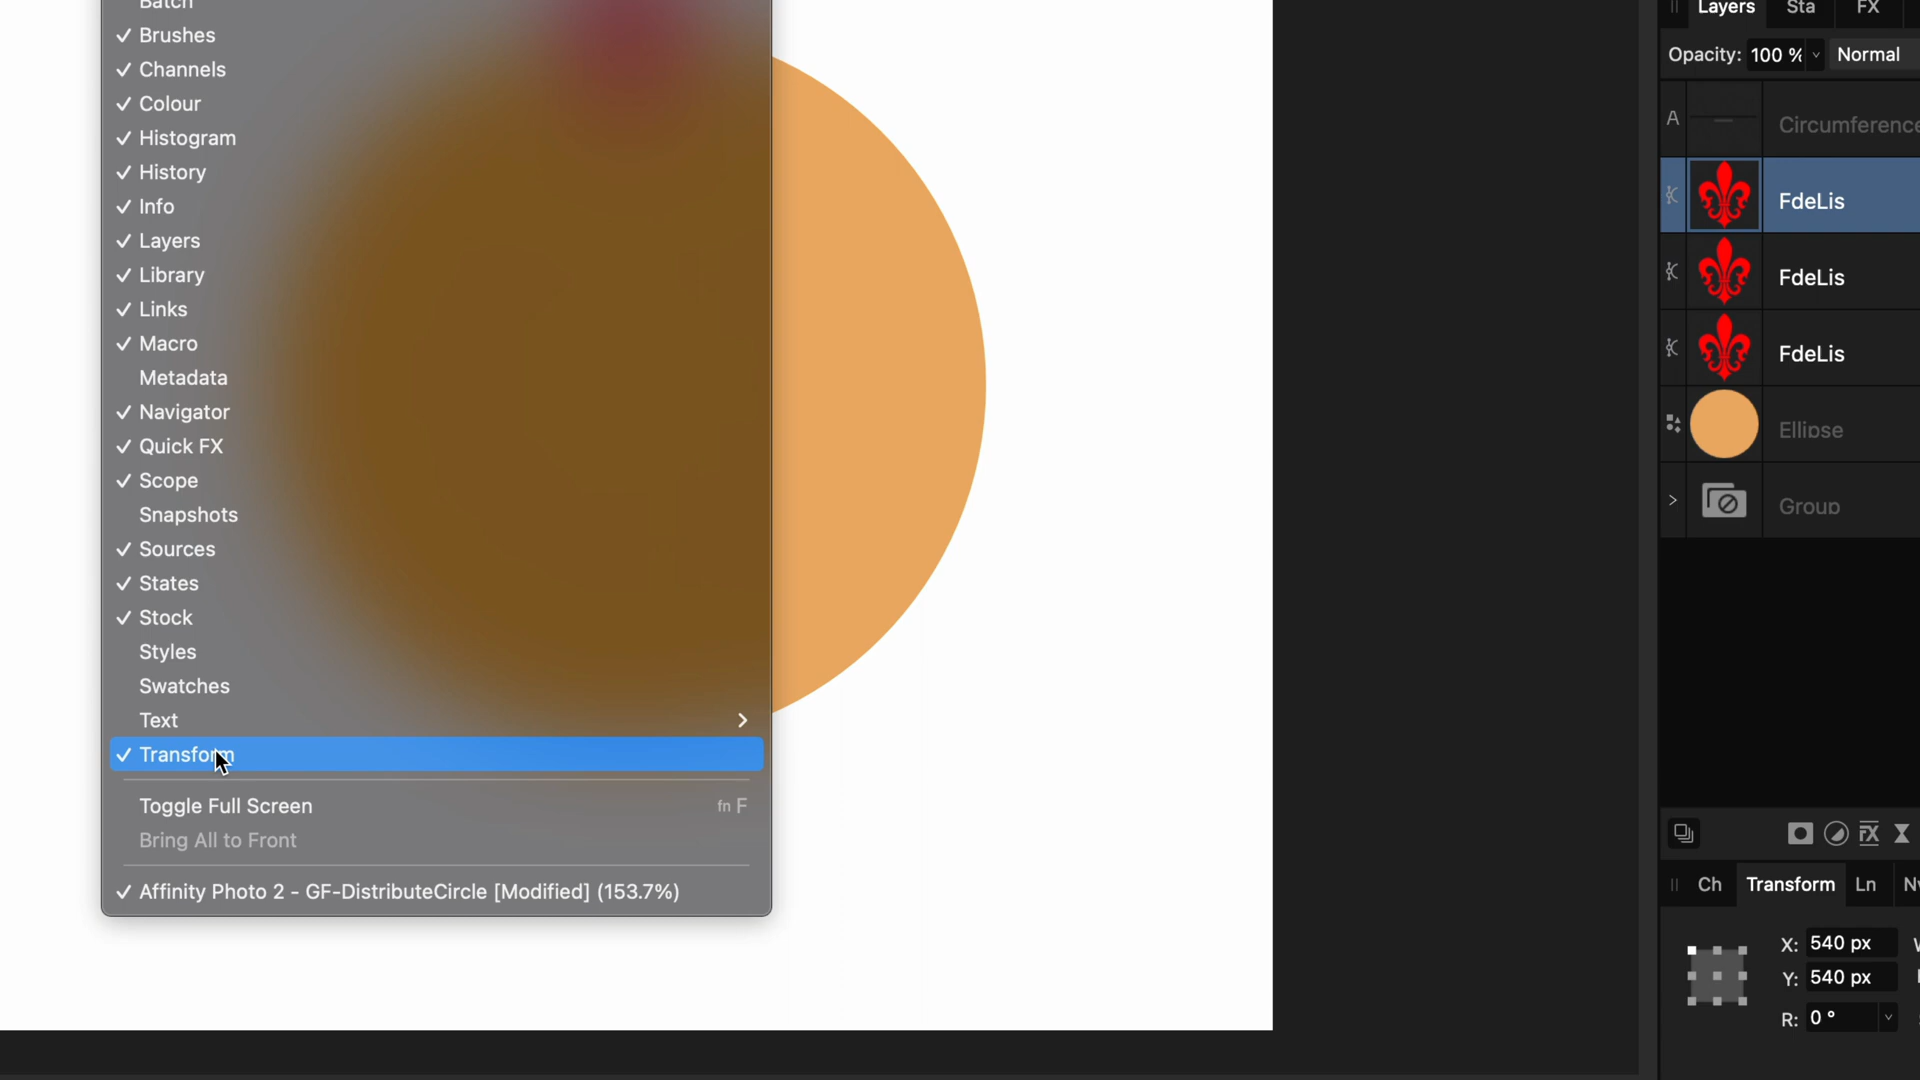 Batch
✓ Brushes
✓ Channels
✓ Colour
✓ Histogram
✓ History
✓ Info
✓ Layers
✓ Library
✓ Links
✓ Macro
Metadata
✓ Navigator
✓ Quick FX
✓ Scope
Snapshots
✓ Sources
✓ States
✓ Stock
Styles
Swatches
Text
✓ Transform
Toggle Full Screen fn F
Bring All to Front
✓ Affinity Photo 2 - GF-DistributeCircle [Modified] (153.7%)
Layers Sta FX
Opacity: 100 % Normal
A Circumference
FdeLis
FdeLis
FdeLis
Ellipse
Group
Ch Transform Ln
X: 540 px
Y: 540 px
R: 0 °